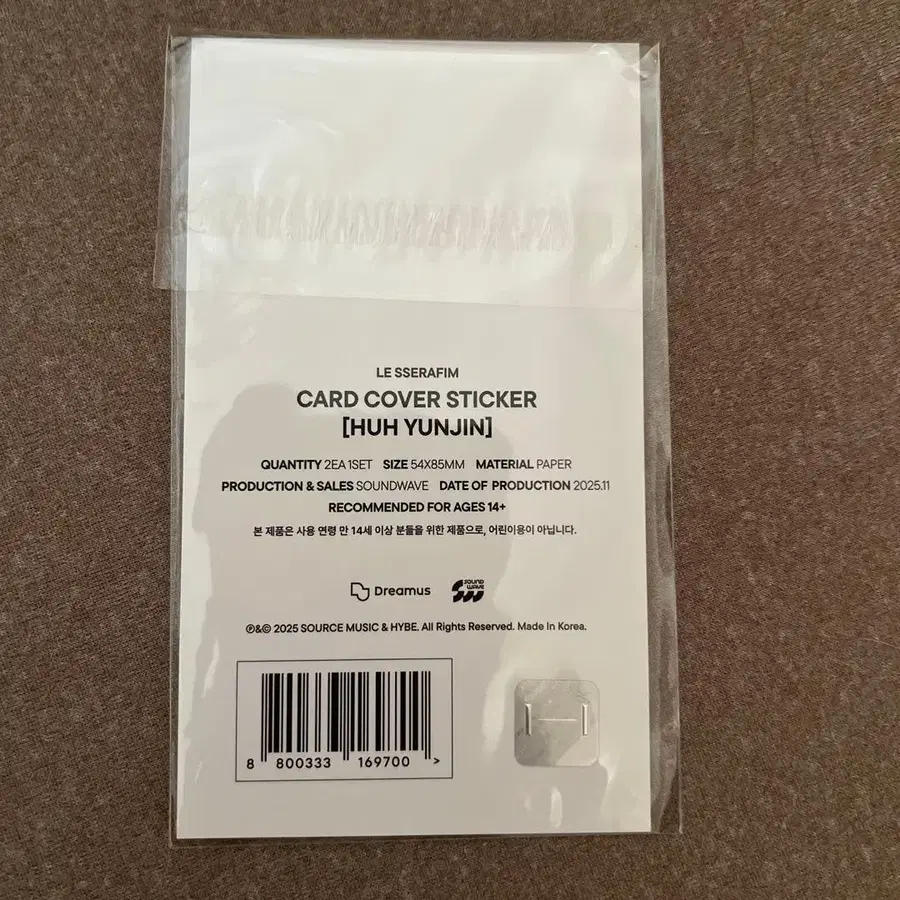 LE SSERAFIM
CARD COVER STICKER
[HUH YUNJIN]
QUANTITY 2EA 1SET SIZE 54X85MM MATERIAL PAPER
PRODUCTION & SALES SOUNDWAVE DATE OF PRODUCTION 2025.11
RECOMMENDED FOR AGES 14+
본 제품은 사용 연령 만 14세 이상 분들을 위한 제품으로, 어린이용이 아닙니다.
Dreamus SOUND WAVE
℗&© 2025 SOURCE MUSIC & HYBE. All Rights Reserved. Made In Korea.
8 800333 169700 >